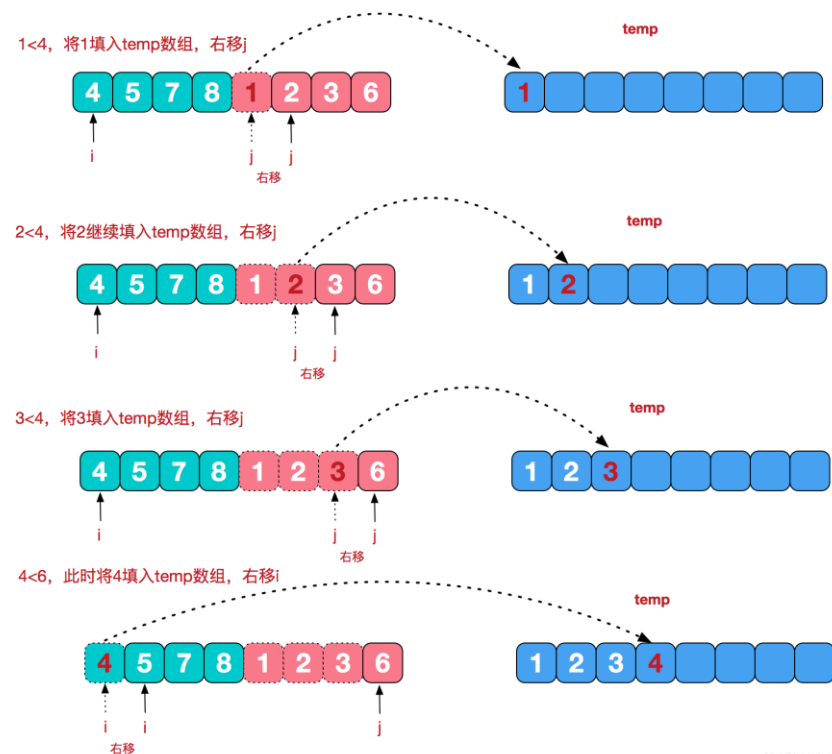 temp
1<4，将1填入temp数组，右移j
4 5 7 8 1 2 3 6
1
i j j
右移
temp
2<4，将2继续填入temp数组，右移j
4 5 7 8 1 2 3 6
1 2
i j j
右移
temp
3<4，将3填入temp数组，右移j
4 5 7 8 1 2 3 6
1 2 3
i j j
右移
4<6，此时将4填入temp数组，右移i
temp
4 5 7 8 1 2 3 6
1 2 3 4
i i j
右移